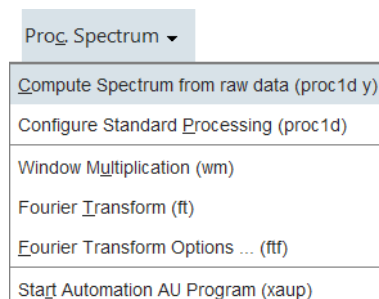 Proc. Spectrum
Compute Spectrum from raw data (proc1d y)
Configure Standard Processing (proc1d)
Window Multiplication (wm)
Fourier Transform (ft)
Fourier Transform Options ... (ftf)
Start Automation AU Program (xaup)